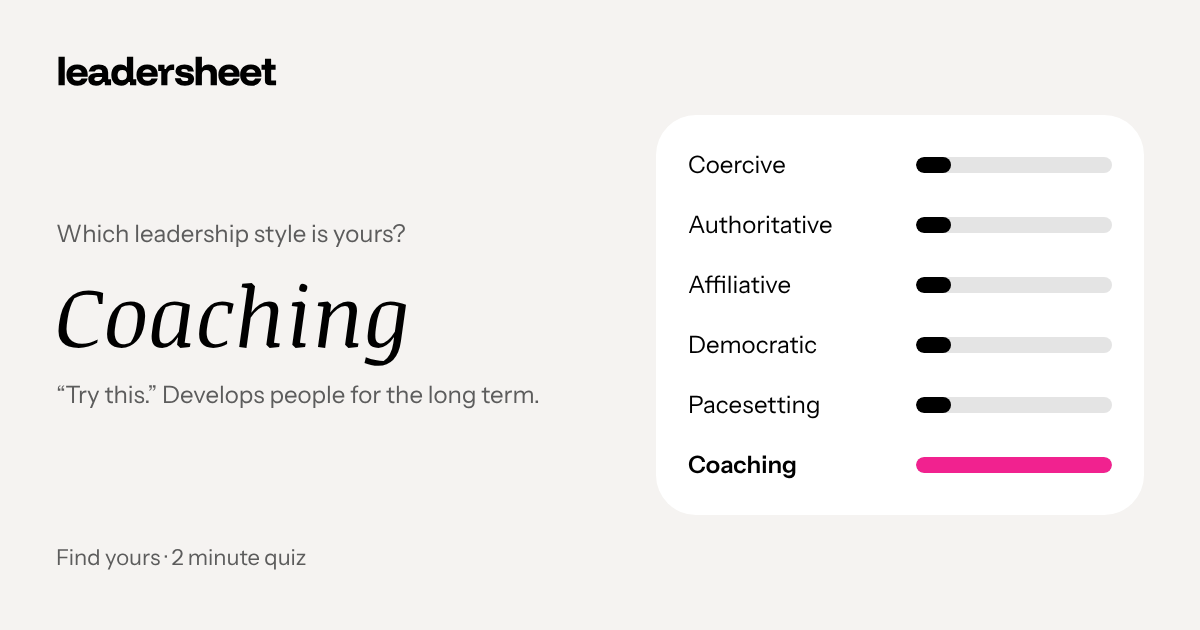 leadersheet
Which leadership style is yours?
Coaching
“Try this.” Develops people for the long term.
Find yours · 2 minute quiz
Coercive
Authoritative
Affiliative
Democratic
Pacesetting
Coaching